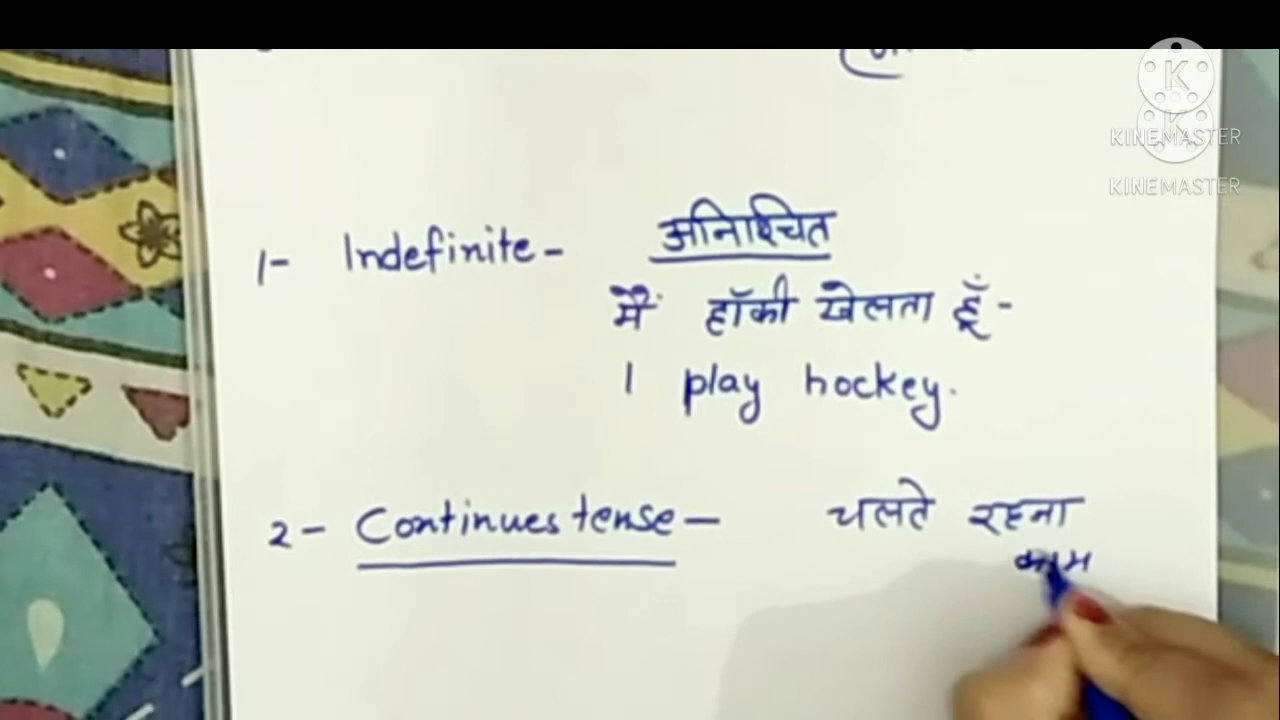 1- Indefinite - अनिश्चित
मैं हॉकी खेलता हूँ -
I play hockey.
2- Continues tense - चलते रहना
काम
KINEMASTER
KINEMASTER